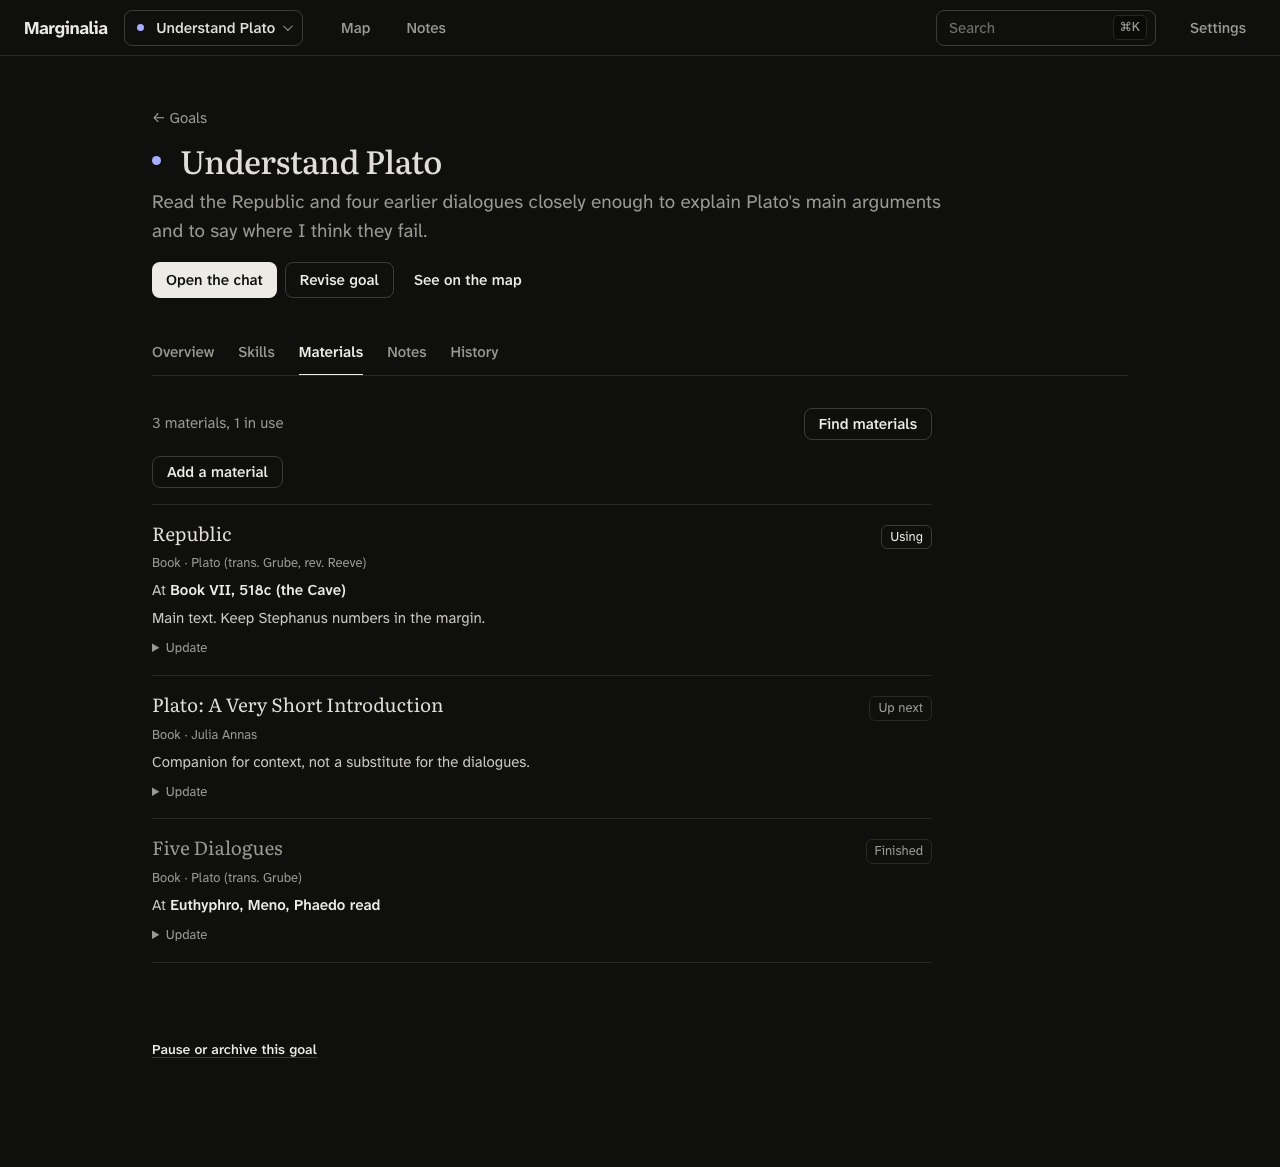 Marginalia
Understand Plato
Map
Notes
Search
⌘K
Settings
← Goals
Understand Plato
Read the Republic and four earlier dialogues closely enough to explain Plato's main arguments
and to say where I think they fail.
Open the chat
Revise goal
See on the map
Overview
Skills
Materials
Notes
History
3 materials, 1 in use
Find materials
Add a material
Republic
Using
Book · Plato (trans. Grube, rev. Reeve)
At Book VII, 518c (the Cave)
Main text. Keep Stephanus numbers in the margin.
Update
Plato: A Very Short Introduction
Up next
Book · Julia Annas
Companion for context, not a substitute for the dialogues.
Update
Five Dialogues
Finished
Book · Plato (trans. Grube)
At Euthyphro, Meno, Phaedo read
Update
Pause or archive this goal